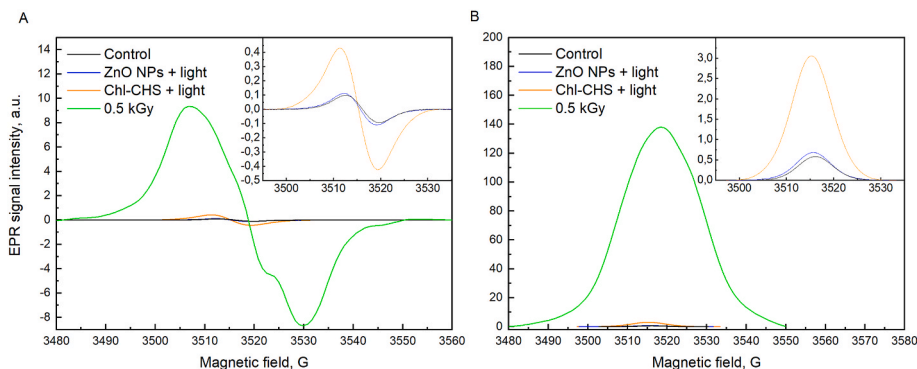 A
EPR signal intensity, a.u.
14
12
10
8
6
4
2
0
-2
-4
-6
-8
Control
ZnO NPs + light
Chl-CHS + light
0.5 kGy
0,5
0,4
0,3
0,2
0,1
0,0
-0,1
-0,2
-0,3
-0,4
-0,5
3500 3510 3520 3530
3480 3490 3500 3510 3520 3530 3540 3550 3560
Magnetic field, G
B
200
180
160
140
120
100
80
60
40
20
0
Control
ZnO NPs + light
Chl-CHS + light
0.5 kGy
3,0
2,5
2,0
1,5
1,0
0,5
0,0
3500 3510 3520 3530
3480 3490 3500 3510 3520 3530 3540 3550 3560 3570 3580
Magnetic field, G